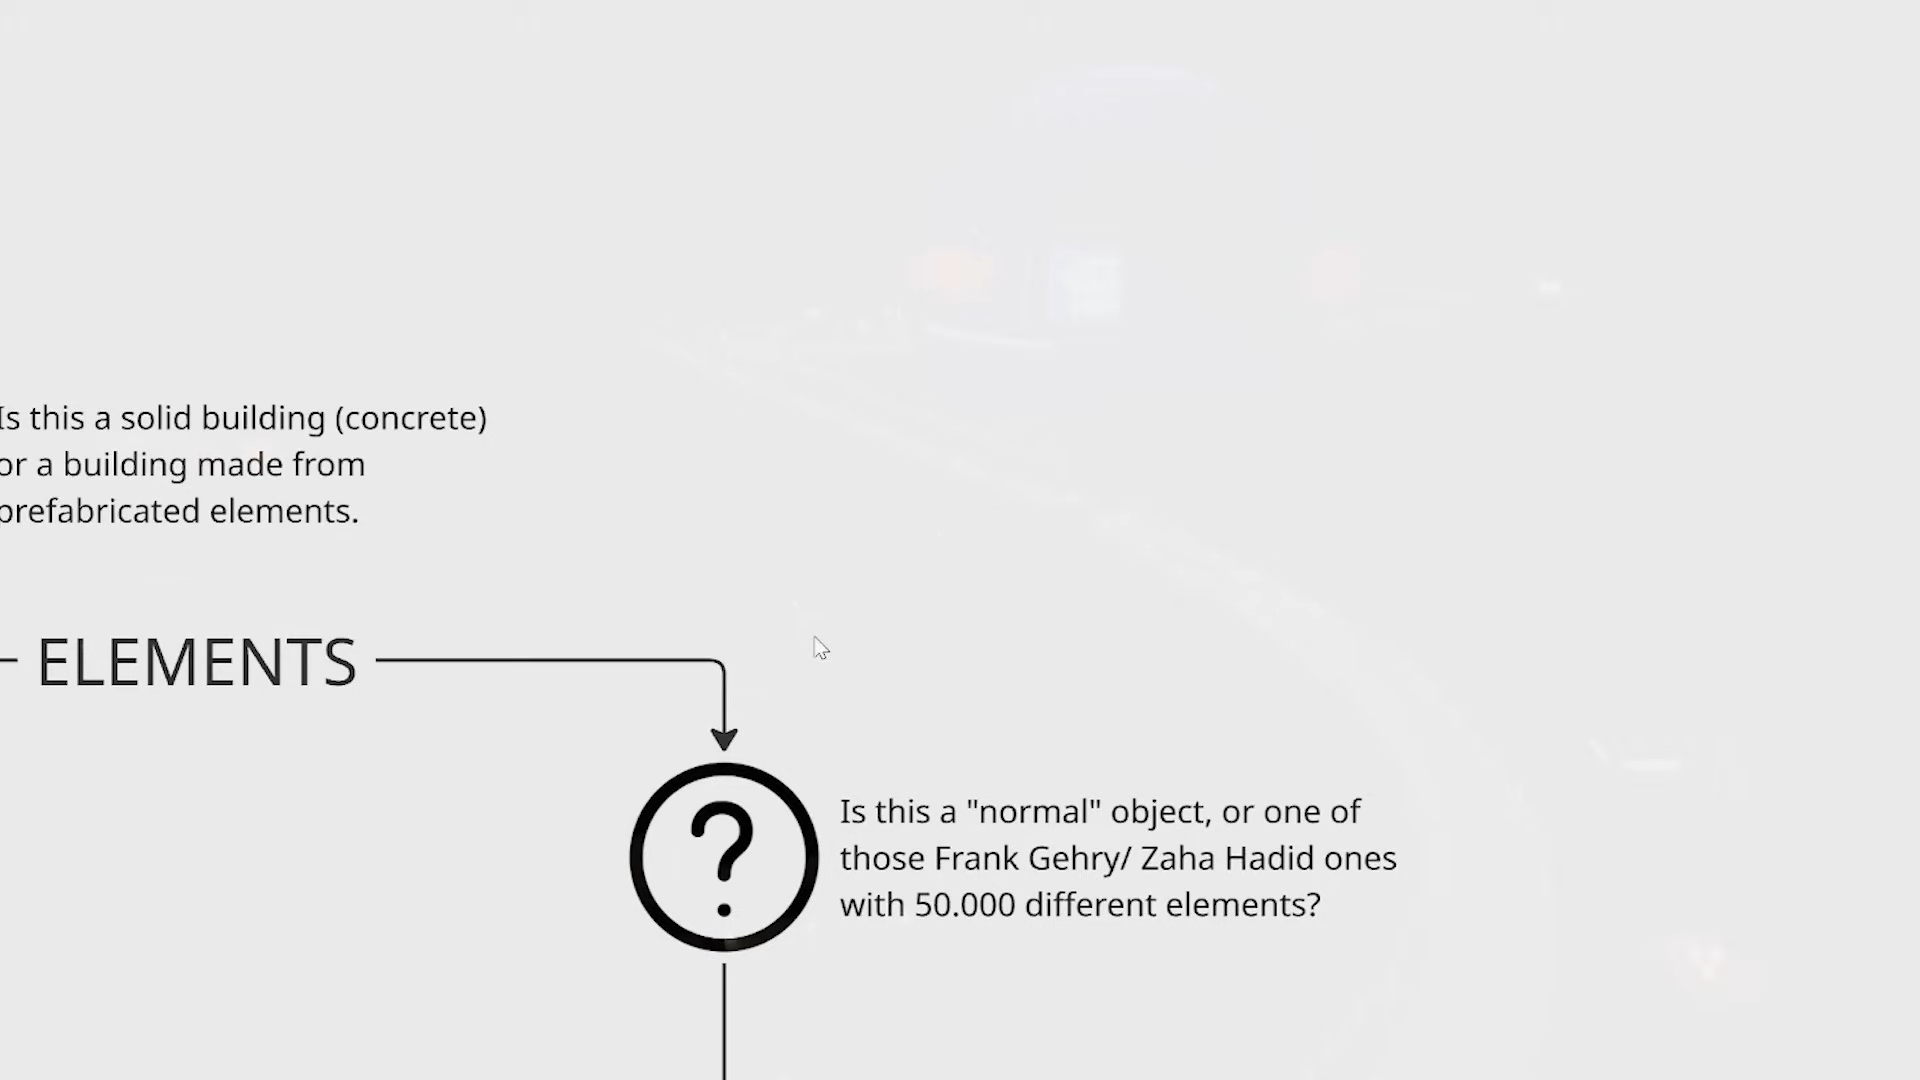 Is this a solid building (concrete)
or a building made from
prefabricated elements.
ELEMENTS
?
Is this a "normal" object, or one of
those Frank Gehry/ Zaha Hadid ones
with 50.000 different elements?